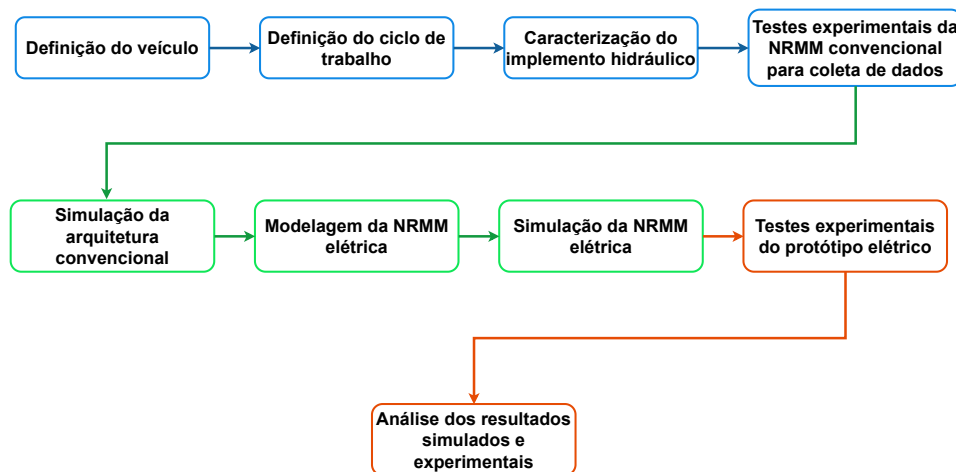 Definição do veículo
Definição do ciclo de
trabalho
Caracterização do
implemento hidráulico
Testes experimentais da
NRMM convencional
para coleta de dados
Simulação da
arquitetura
convencional
Modelagem da NRMM
elétrica
Simulação da NRMM
elétrica
Testes experimentais
do protótipo elétrico
Análise dos resultados
simulados e
experimentais